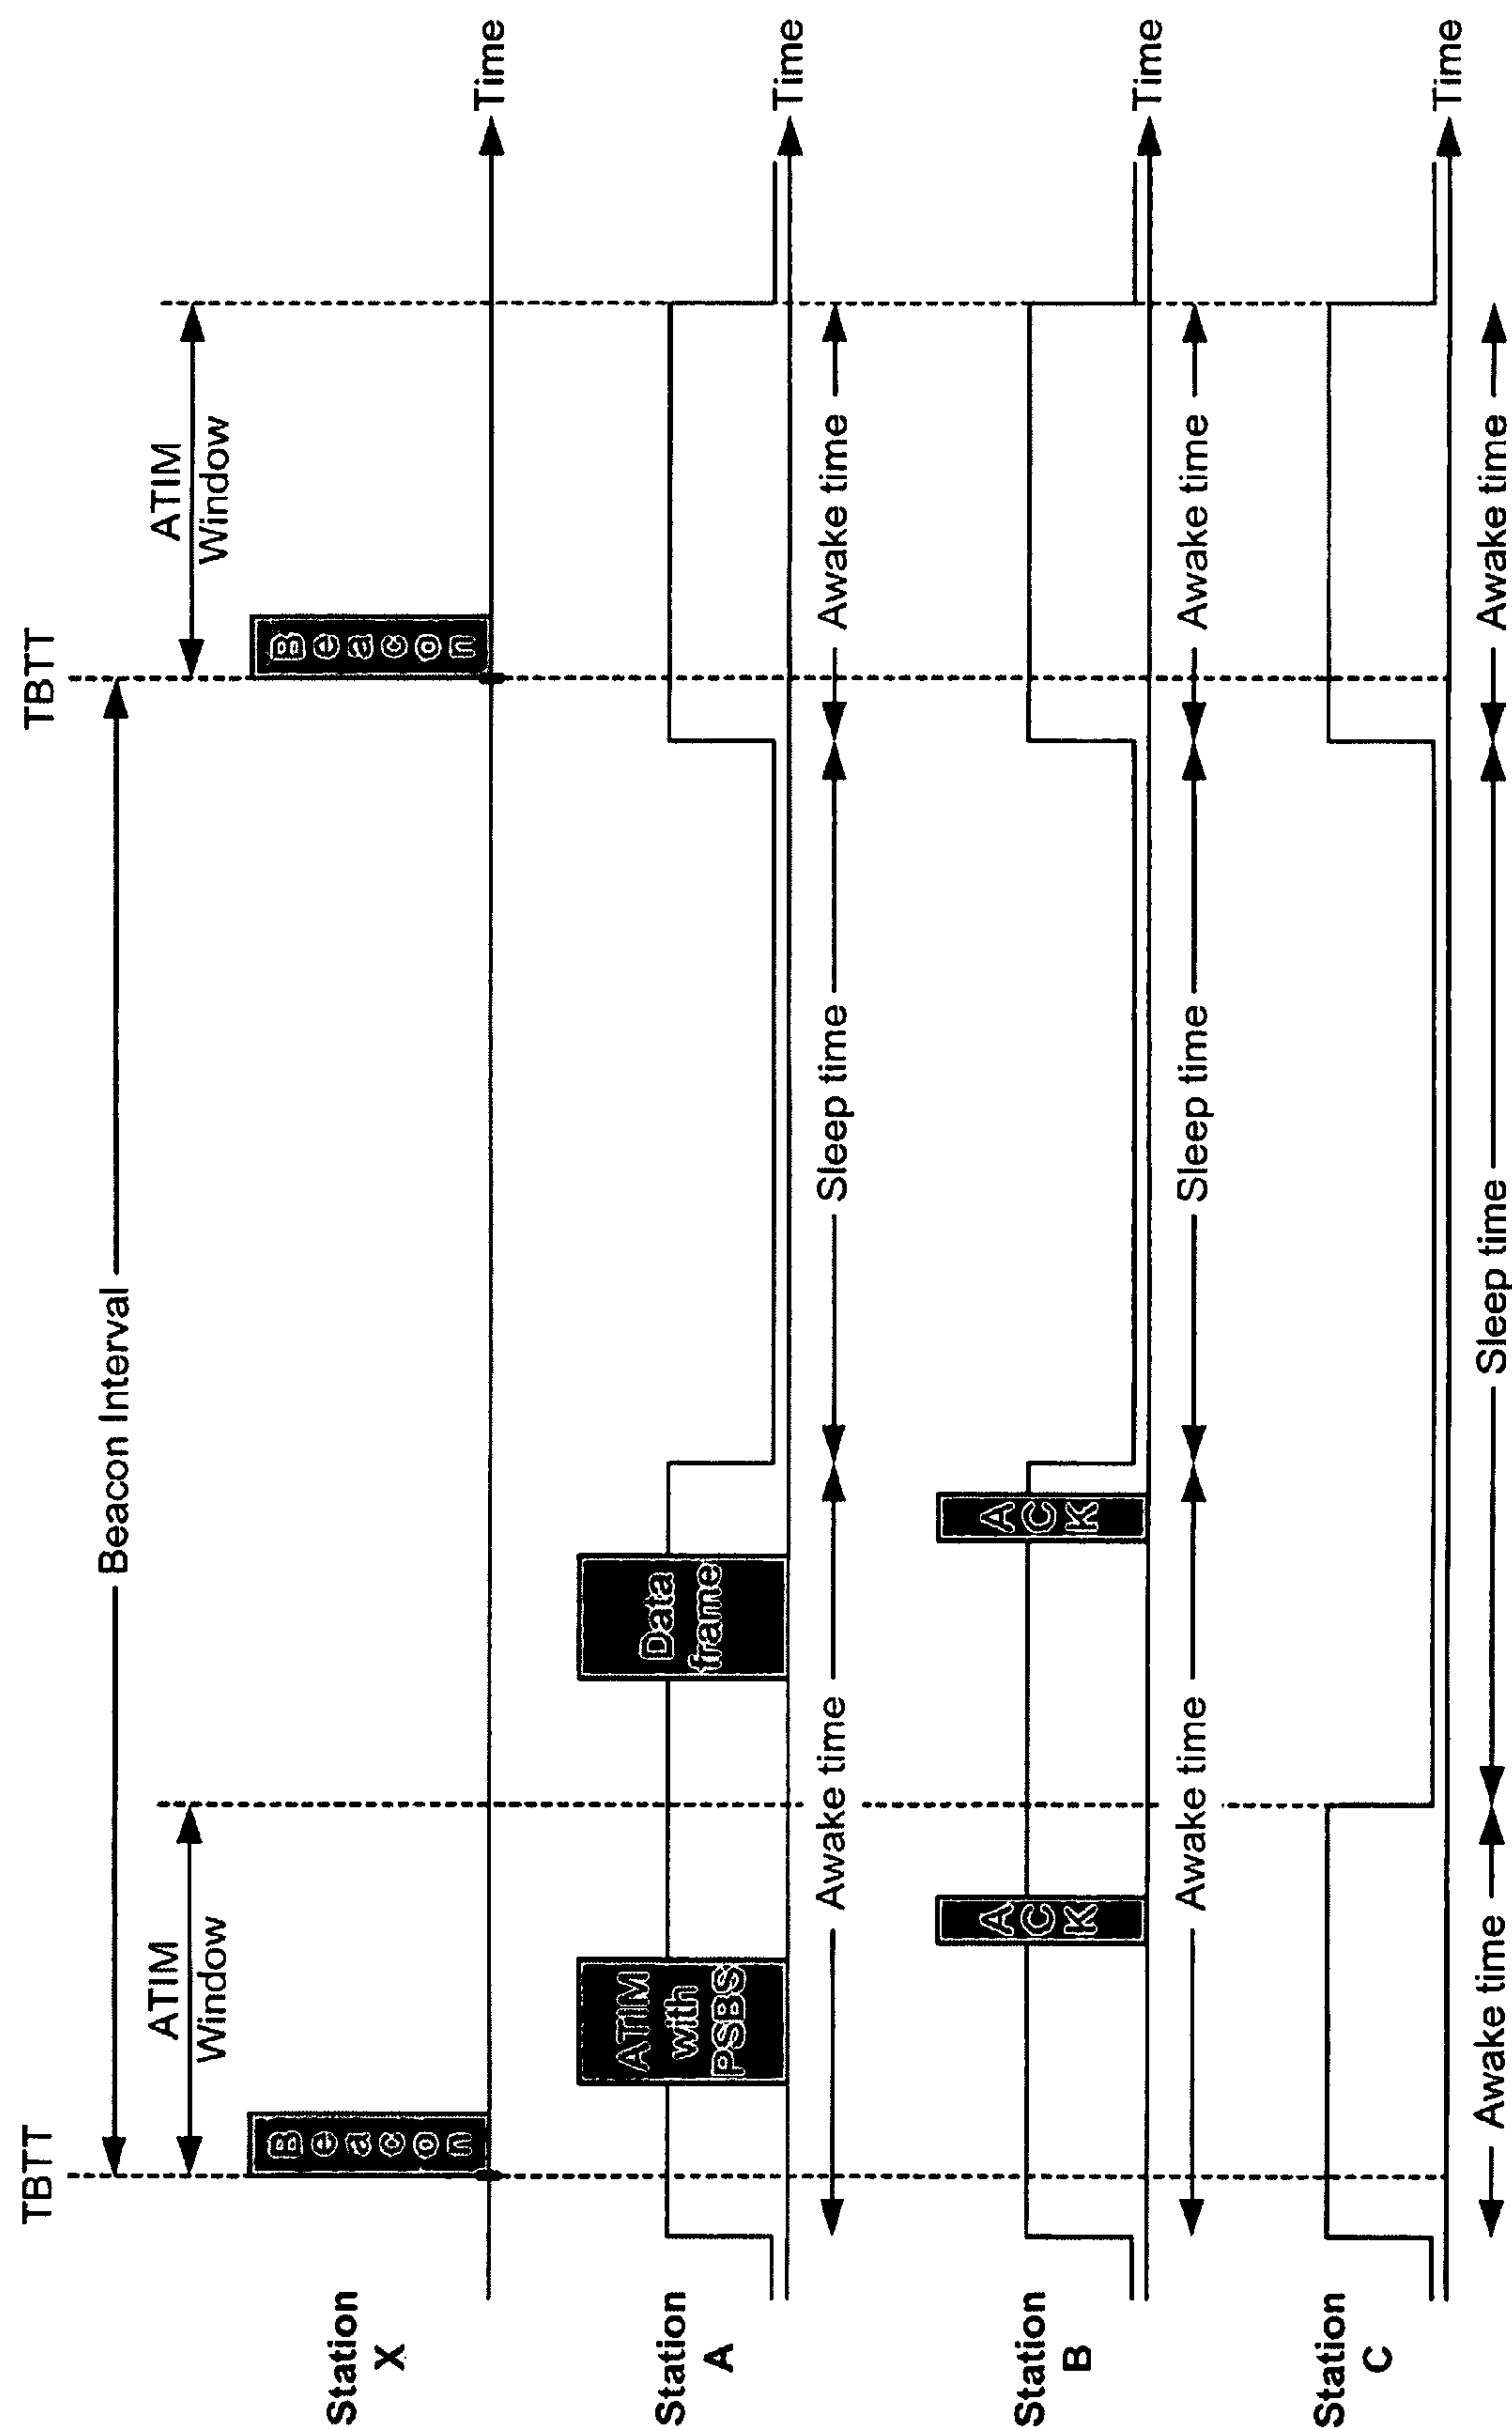 TBTT
TBTT
Beacon Interval
ATIM
Window
ATIM
Window
Station
X
Beacon
Beacon
Time
Station
A
ATIM
with
PSBS
Data
frame
Time
Awake time
Sleep time
Awake time
Station
B
ACK
ACK
Time
Awake time
Sleep time
Awake time
Station
C
Time
Awake time
Sleep time
Awake time